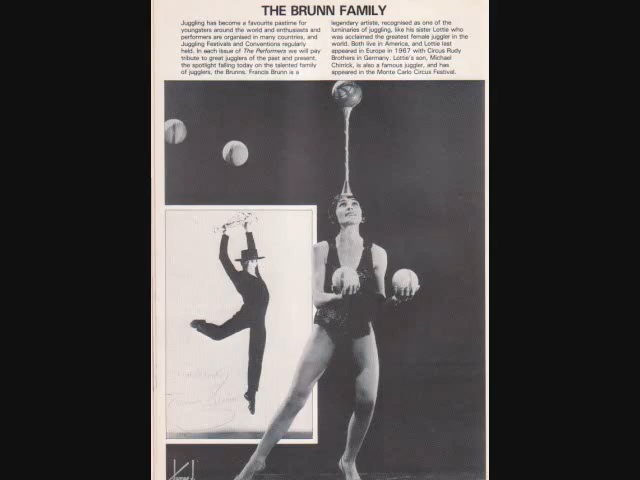 THE BRUNN FAMILY
Juggling has become a favourite pastime for
youngsters around the world and enthusiasts and
performers are organised in many countries, and
Juggling Festivals and Conventions regularly
held. In each issue of The Performers we will pay
tribute to great jugglers of the past and present,
the spotlight falling today on the talented family
of jugglers, the Brunns. Francis Brunn is a
legendary artiste, recognised as one of the
luminaries of juggling, like his sister Lottie who
was acclaimed the greatest female juggler in the
world. Both live in America, and Lottie last
appeared in Europe in 1967 with Circus Rudy
Brothers in Germany. Lottie's son, Michael
Chirrick, is also a famous juggler, and has
appeared in the Monte Carlo Circus Festival.